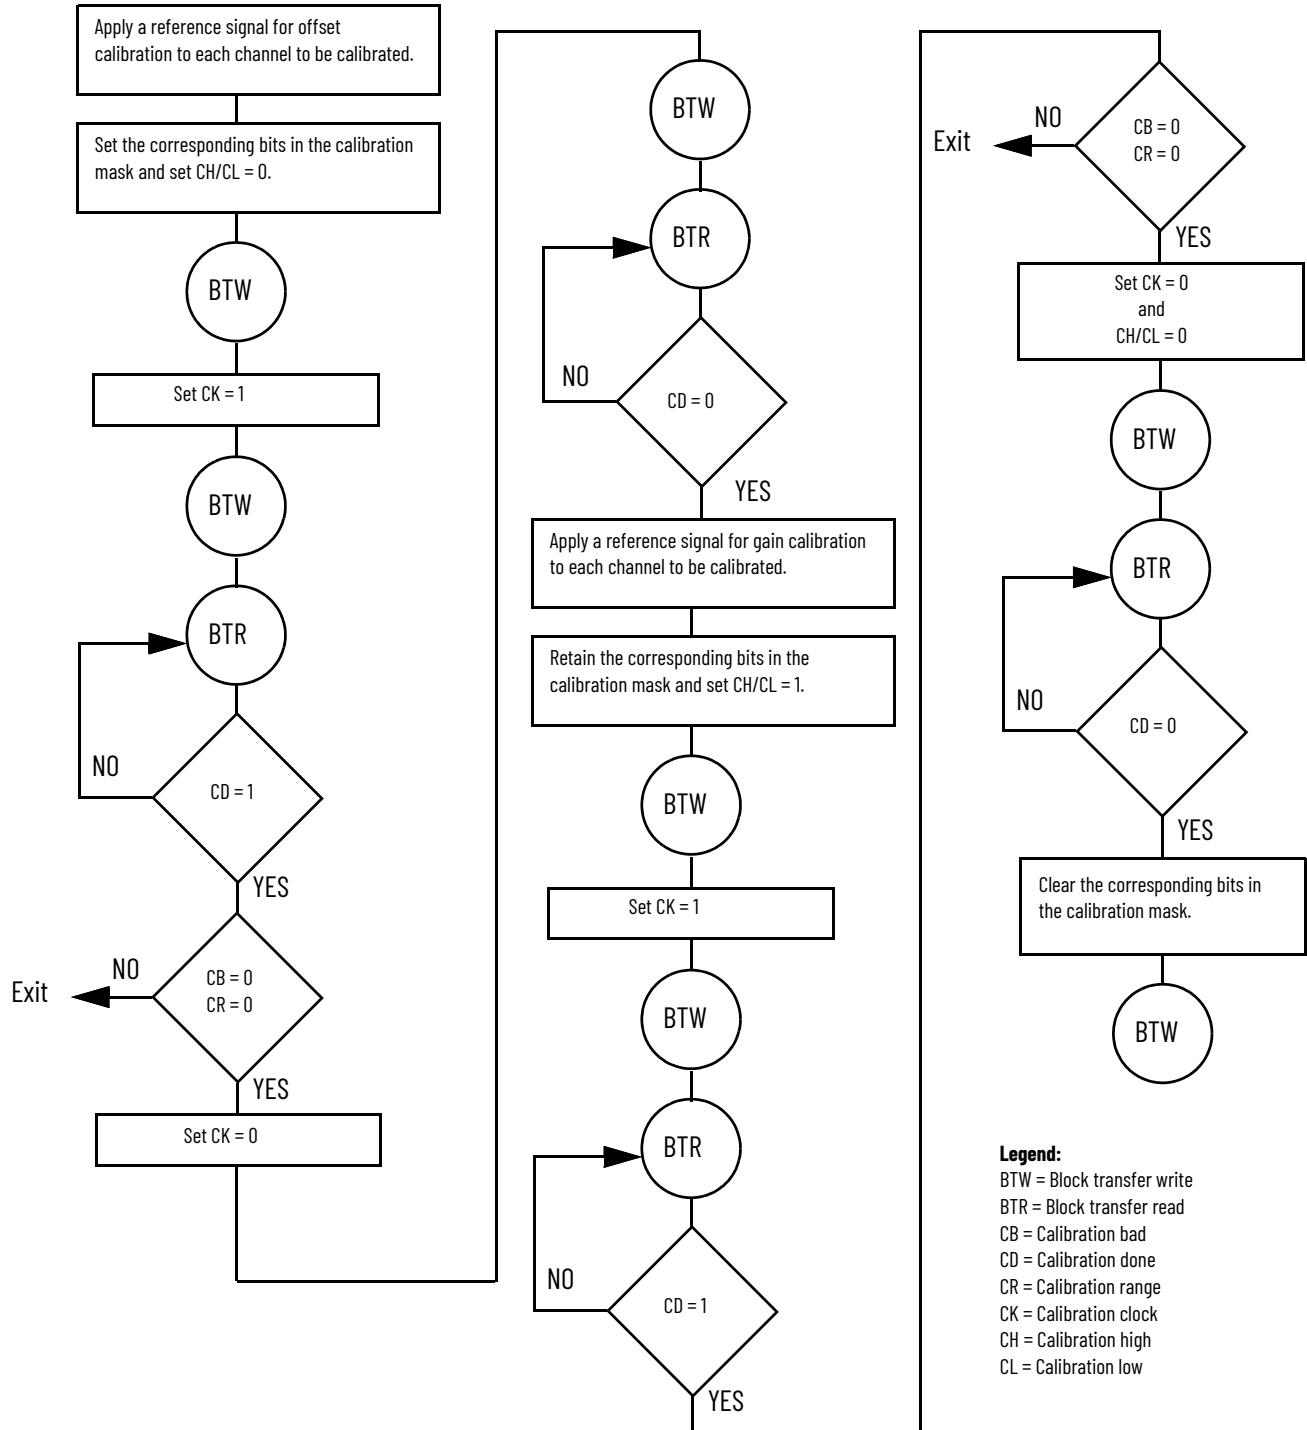 Apply a reference signal for offset
calibration to each channel to be calibrated.
Set the corresponding bits in the calibration
mask and set CH/CL = 0.
BTW
Set CK = 1
BTW
BTR
NO
CD = 1
YES
Exit
NO
CB = 0
CR = 0
YES
Set CK = 0
BTW
BTR
NO
CD = 0
YES
Apply a reference signal for gain calibration
to each channel to be calibrated.
Retain the corresponding bits in the
calibration mask and set CH/CL = 1.
BTW
Set CK = 1
BTW
BTR
NO
CD = 1
YES
Exit
NO
CB = 0
CR = 0
YES
Set CK = 0
and
CH/CL = 0
BTW
BTR
NO
CD = 0
YES
Clear the corresponding bits in
the calibration mask.
BTW
Legend:
BTW = Block transfer write
BTR = Block transfer read
CB = Calibration bad
CD = Calibration done
CR = Calibration range
CK = Calibration clock
CH = Calibration high
CL = Calibration low